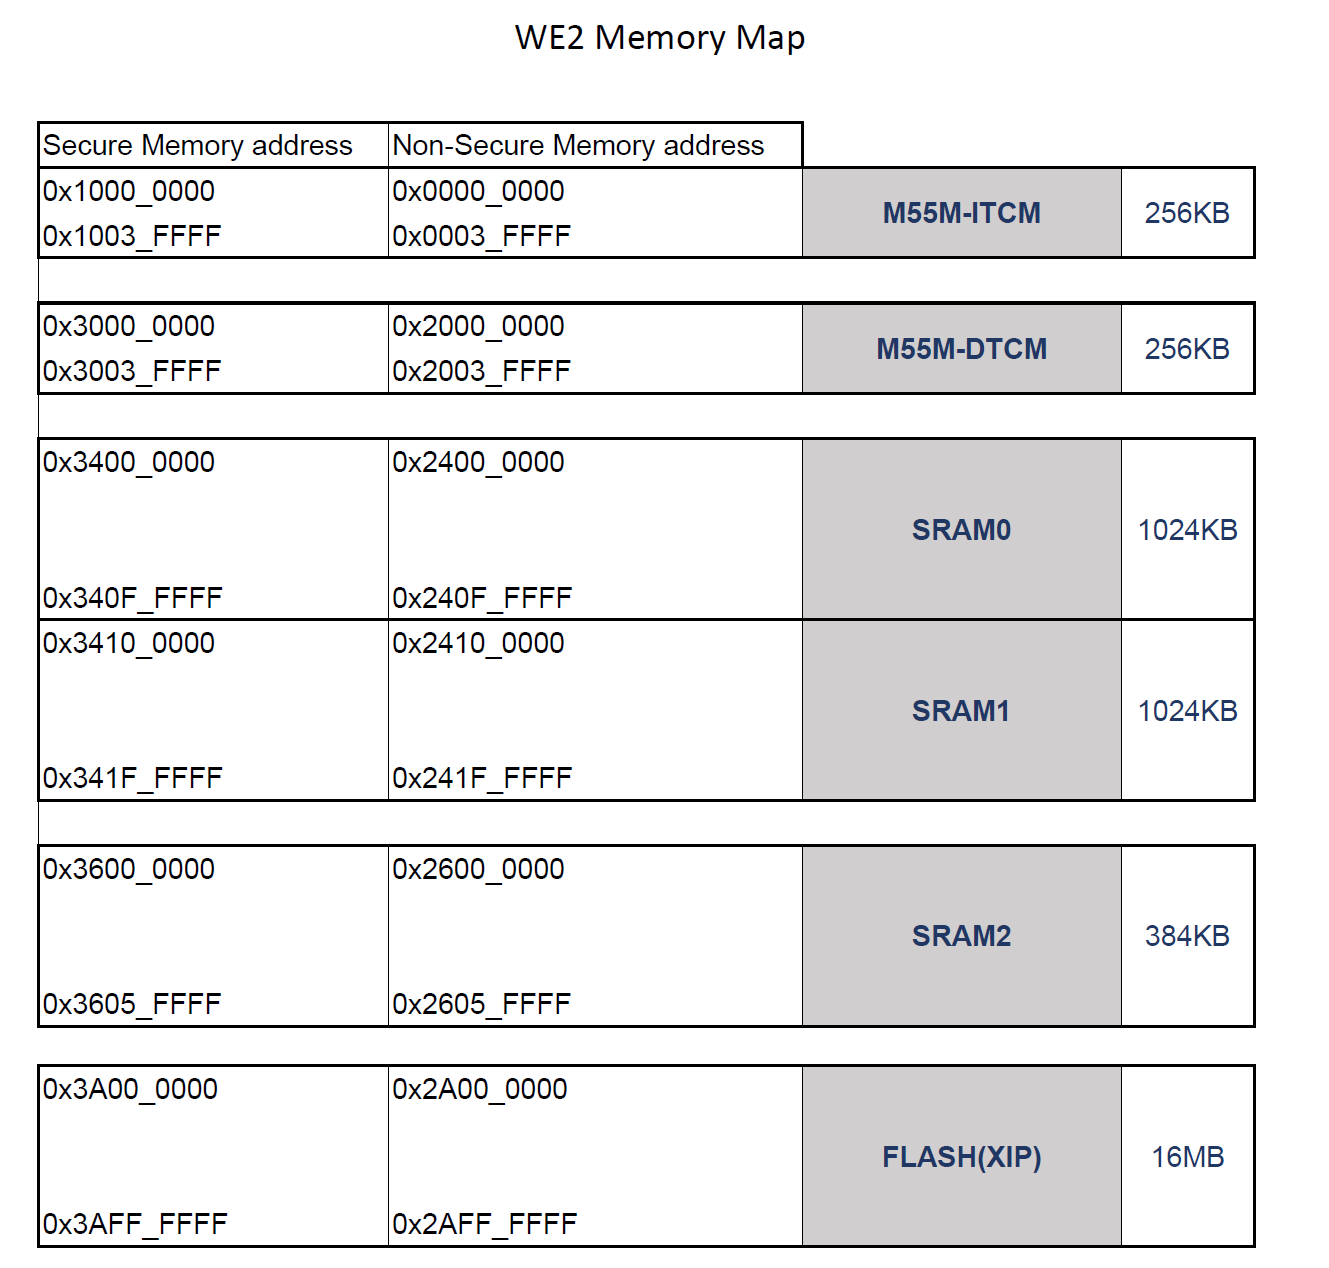 WE2 Memory Map
Secure Memory address Non-Secure Memory address
0x1000_0000 0x0000_0000
M55M-ITCM 256KB
0x1003_FFFF 0x0003_FFFF
0x3000_0000 0x2000_0000
M55M-DTCM 256KB
0x3003_FFFF 0x2003_FFFF
0x3400_0000 0x2400_0000
SRAM0 1024KB
0x340F_FFFF 0x240F_FFFF
0x3410_0000 0x2410_0000
SRAM1 1024KB
0x341F_FFFF 0x241F_FFFF
0x3600_0000 0x2600_0000
SRAM2 384KB
0x3605_FFFF 0x2605_FFFF
0x3A00_0000 0x2A00_0000
FLASH(XIP) 16MB
0x3AFF_FFFF 0x2AFF_FFFF